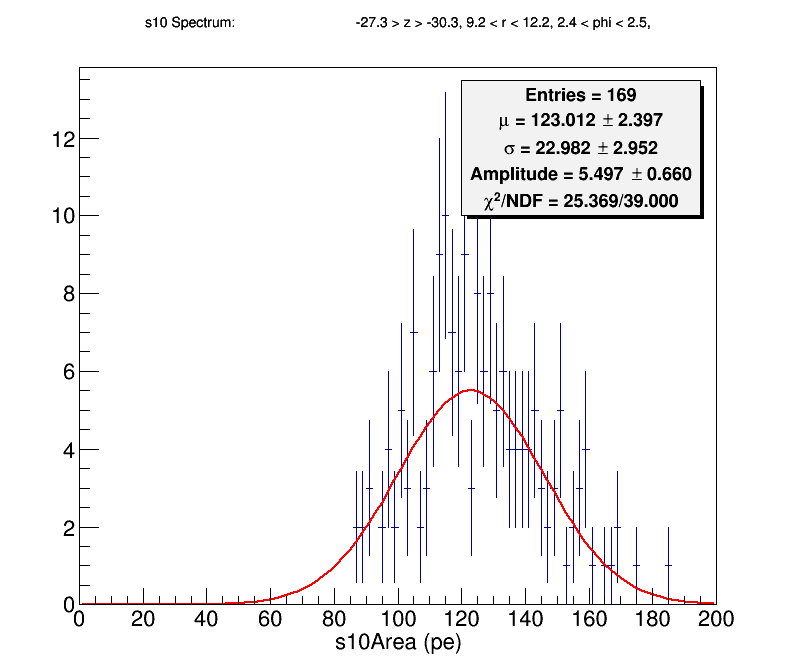 s10 Spectrum: -27.3 > z > -30.3, 9.2 < r < 12.2, 2.4 < phi < 2.5,
Entries = 169
μ = 123.012 ± 2.397
σ = 22.982 ± 2.952
Amplitude = 5.497 ± 0.660
χ²/NDF = 25.369/39.000
12
10
8
6
4
2
0
0 20 40 60 80 100 120 140 160 180 200
s10Area (pe)